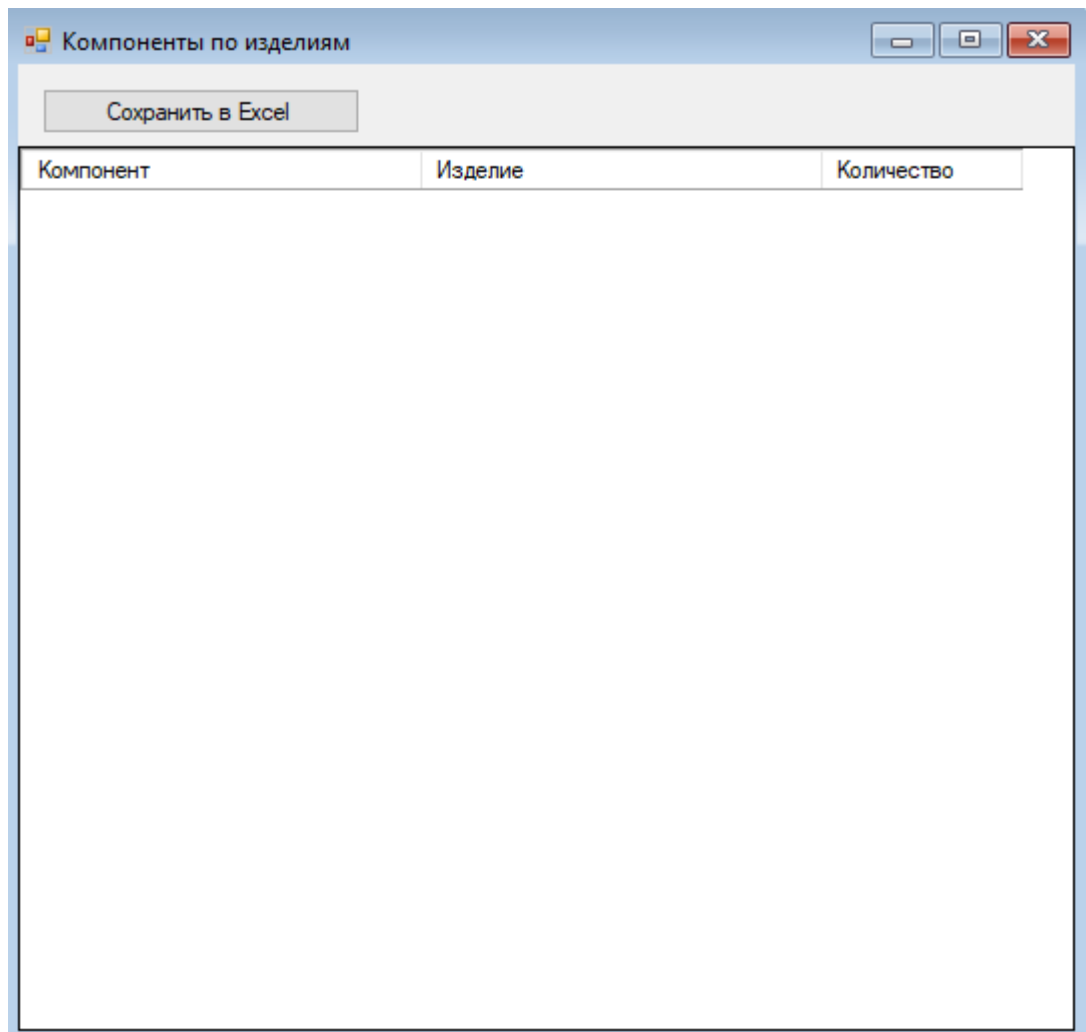 Компоненты по изделиям
Сохранить в Excel
Компонент Изделие Количество